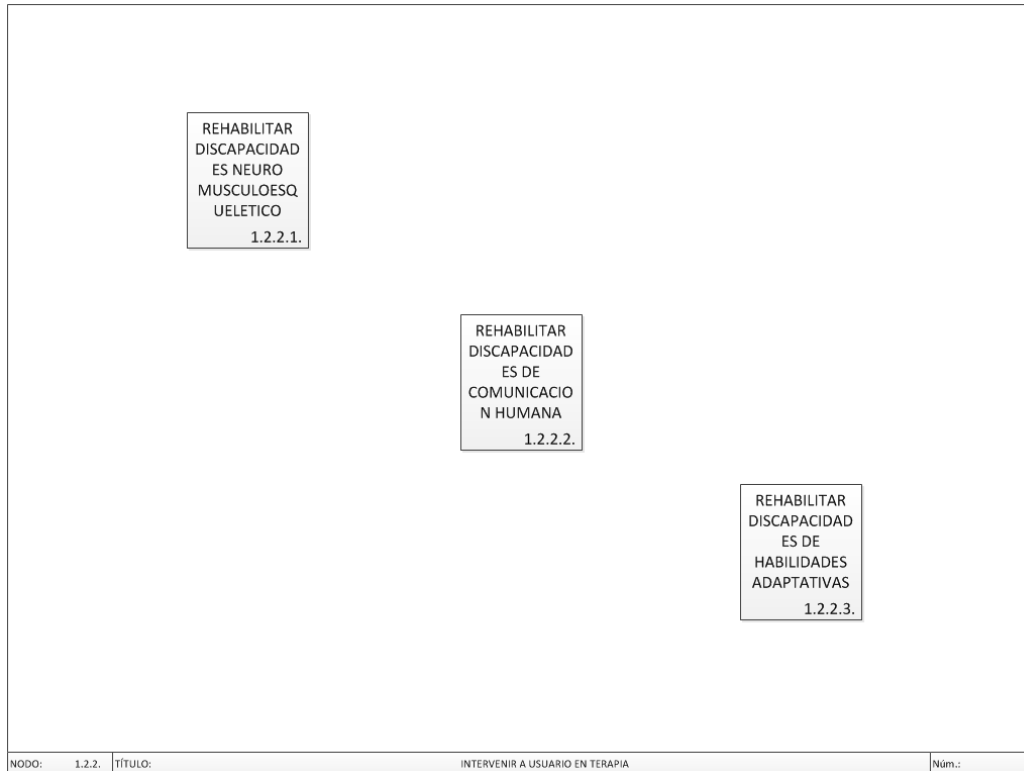 REHABILITAR
DISCAPACIDAD
ES NEURO
MUSCULOESQ
UELETICO
1.2.2.1.
REHABILITAR
DISCAPACIDAD
ES DE
COMUNICACIO
N HUMANA
1.2.2.2.
REHABILITAR
DISCAPACIDAD
ES DE
HABILIDADES
ADAPTATIVAS
1.2.2.3.
NODO: 1.2.2. TÍTULO: INTERVENIR A USUARIO EN TERAPIA Núm.: